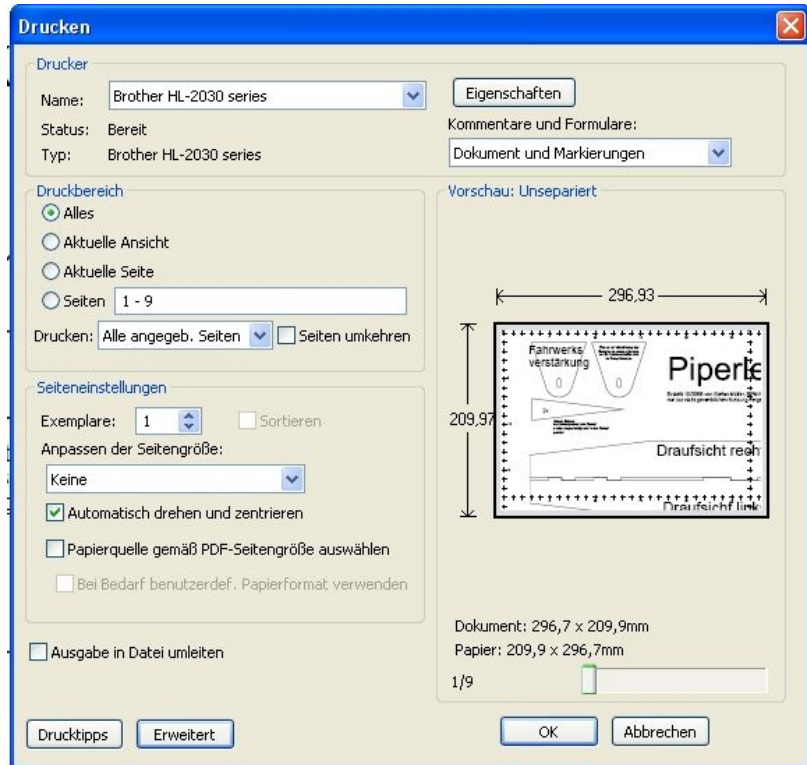 Drucken
Drucker
Name: Brother HL-2030 series
Eigenschaften
Status: Bereit
Kommentare und Formulare:
Typ: Brother HL-2030 series
Dokument und Markierungen
Druckbereich
Alles
Aktuelle Ansicht
Aktuelle Seite
Seiten 1 - 9
Drucken: Alle angegeb. Seiten Seiten umkehren
Seiteneinstellungen
Exemplare: 1 Sortieren
Anpassen der Seitengröße:
Keine
Automatisch drehen und zentrieren
Papierquelle gemäß PDF-Seitengröße auswählen
Bei Bedarf benutzerdef. Papierformat verwenden
Ausgabe in Datei umleiten
Drucktipps Erweitert
Vorschau: Unsepariert
296,93
209,97
Fahrwerks
verstärkung
0 0
Piperle
Draufsicht rech
Draufsicht link
Dokument: 296,7 x 209,9mm
Papier: 209,9 x 296,7mm
1/9
OK Abbrechen